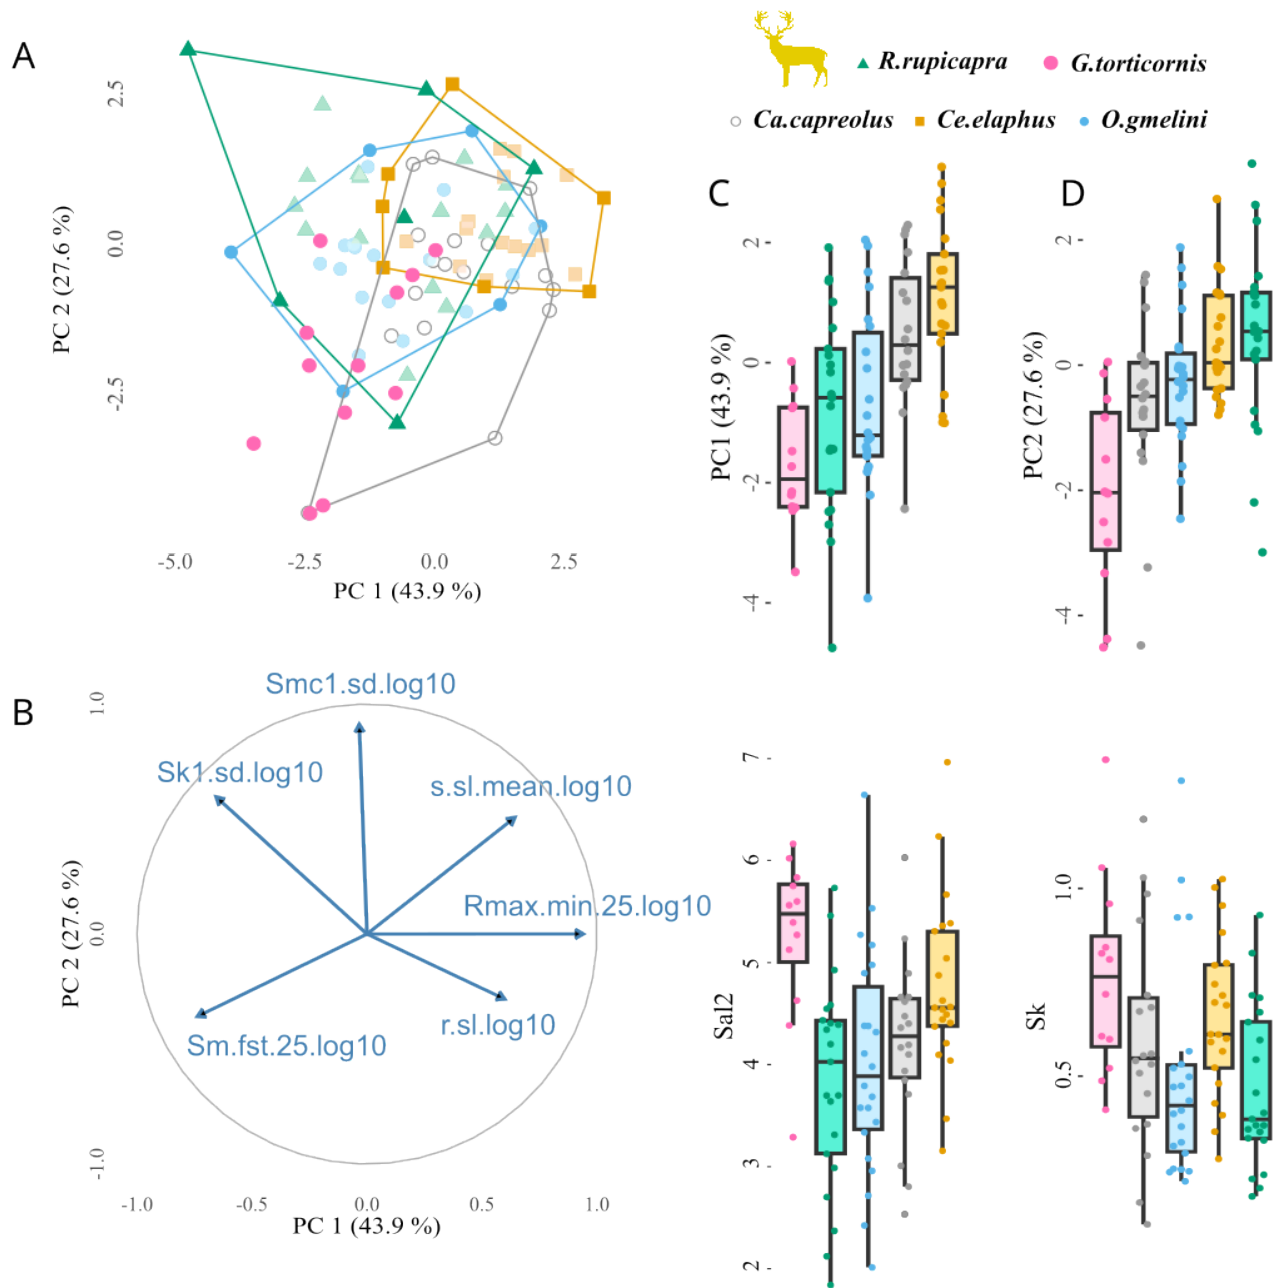 A
R.rupicapra
G.torticornis
Ca.capreolus
Ce.elaphus
O.gmelini
2.5
0.0
-2.5
PC 2 (27.6 %)
-5.0
-2.5
0.0
2.5
PC 1 (43.9 %)
C
2
0
-2
-4
PC1 (43.9 %)
D
2
0
-2
-4
PC2 (27.6 %)
B
1.0
0.0
-1.0
PC 2 (27.6 %)
Smc1.sd.log10
Sk1.sd.log10
s.sl.mean.log10
Rmax.min.25.log10
r.sl.log10
Sm.fst.25.log10
-1.0
-0.5
0.0
0.5
1.0
PC 1 (43.9 %)
7
6
5
4
3
2
Sal2
1.0
0.5
Sk